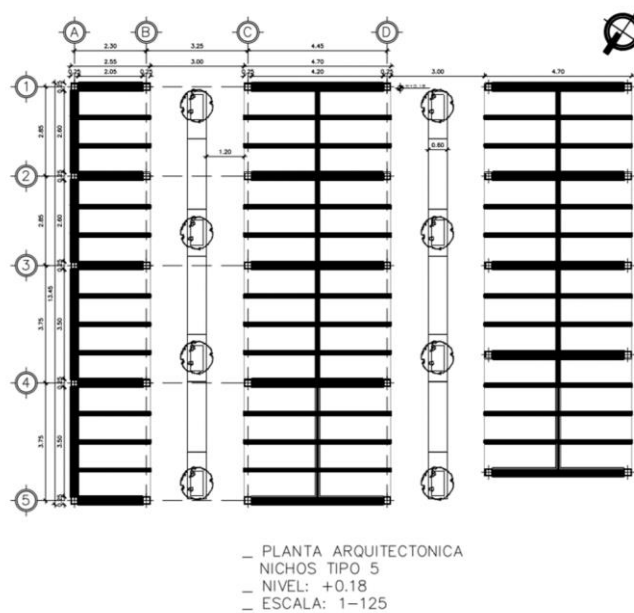 A B C D
2.30 3.25 4.45
2.55 3.00 4.70 3.00 4.70
2.05 4.20
1
2.85 2.60
1.20 0.60
2
2.85 2.60
3
13.45
3.75 3.50
4
3.75 3.50
5
_ PLANTA ARQUITECTONICA
NICHOS TIPO 5
_ NIVEL: +0.18
_ ESCALA: 1-125